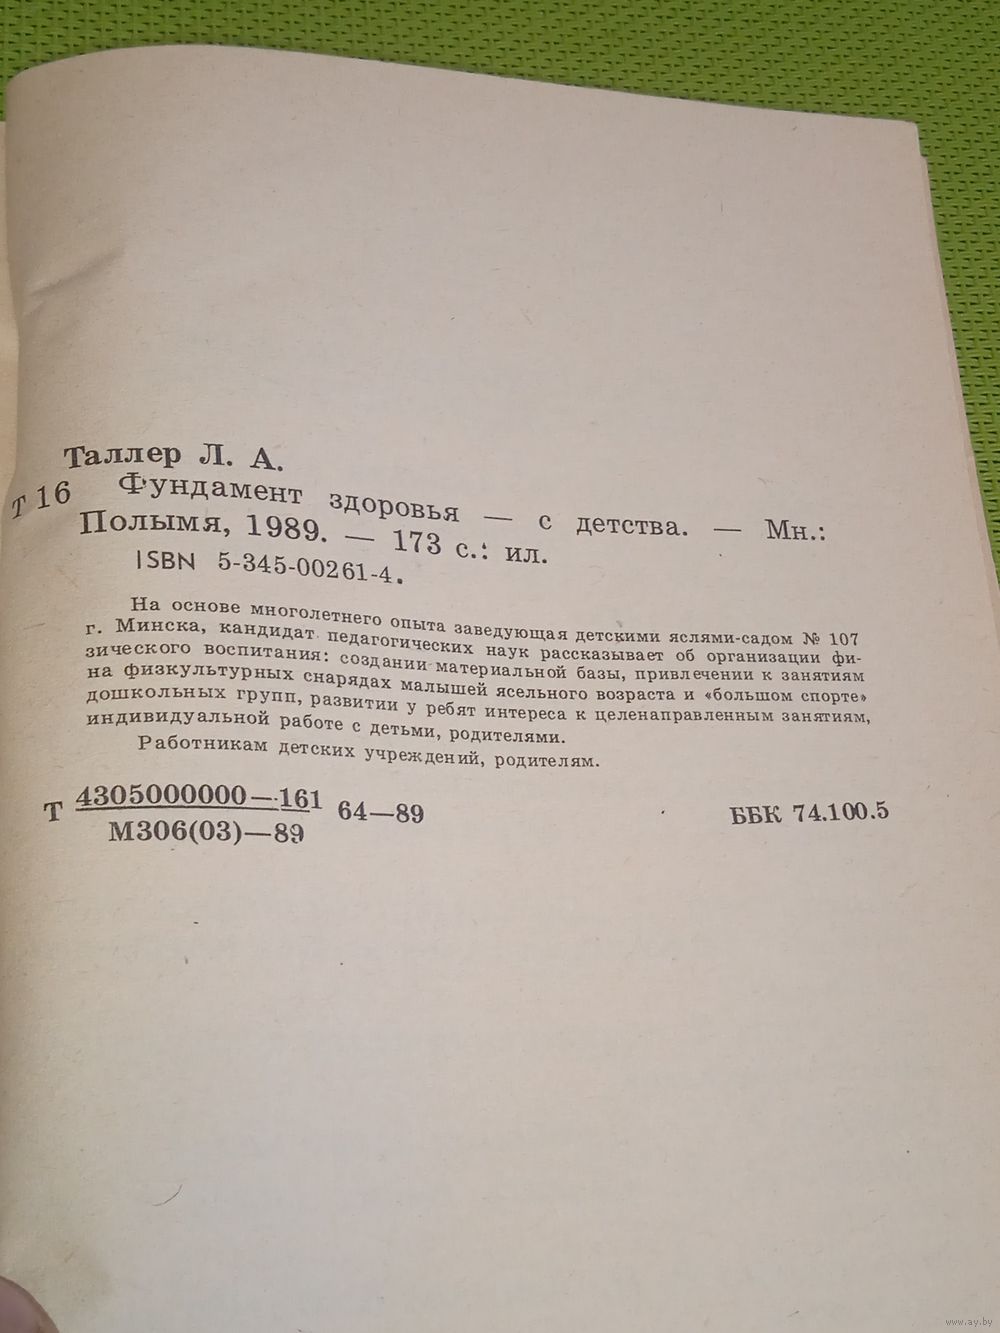 Таллер Л. А.
Т 16 Фундамент здоровья — с детства. — Мн.:
Полымя, 1989. — 173 с.: ил.
ISBN 5-345-00261-4.
На основе многолетнего опыта заведующая детскими яслями-садом № 107
г. Минска, кандидат педагогических наук рассказывает об организации фи-
зического воспитания: создании материальной базы, привлечении к занятиям
на физкультурных снарядах малышей ясельного возраста и «большом спорте»
дошкольных групп, развитии у ребят интереса к целенаправленным занятиям,
индивидуальной работе с детьми, родителями.
Работникам детских учреждений, родителям.
Т 4305000000—161 64—89 ББК 74.100.5
М306(03)—89
www.ay.by